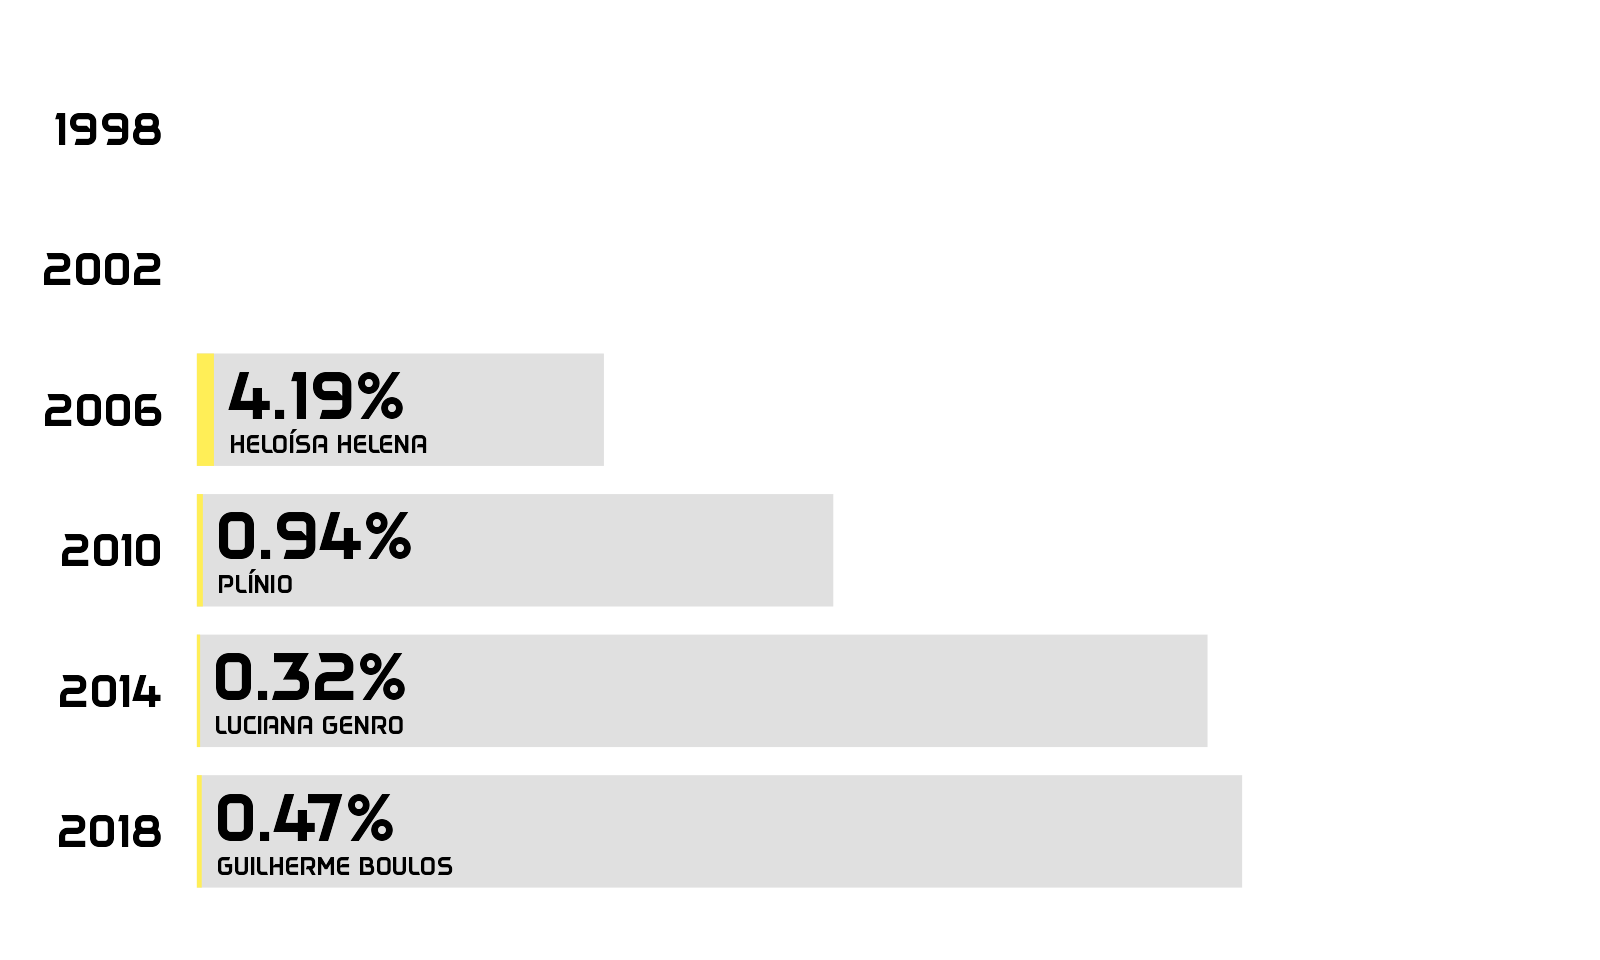 1998
2002
2006
4.19%
HELOÍSA HELENA
2010
0.94%
PLÍNIO
2014
0.32%
LUCIANA GENRO
2018
0.47%
GUILHERME BOULOS